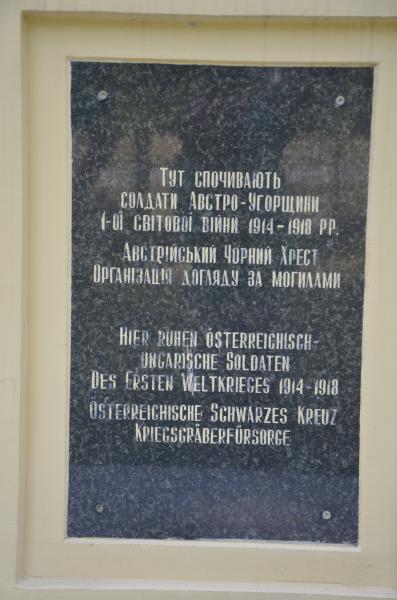 Тут спочивають
солдати Австро-Угорщини
1-ої світової війни 1914-1918 рр.
Австрійський Чорний Хрест
Організація догляду за могилами
Hier ruhen österreichisch-
ungarische Soldaten
des Ersten Weltkrieges 1914-1918
Österreichische Schwarzes Kreuz
Kriegsgräberfürsorge